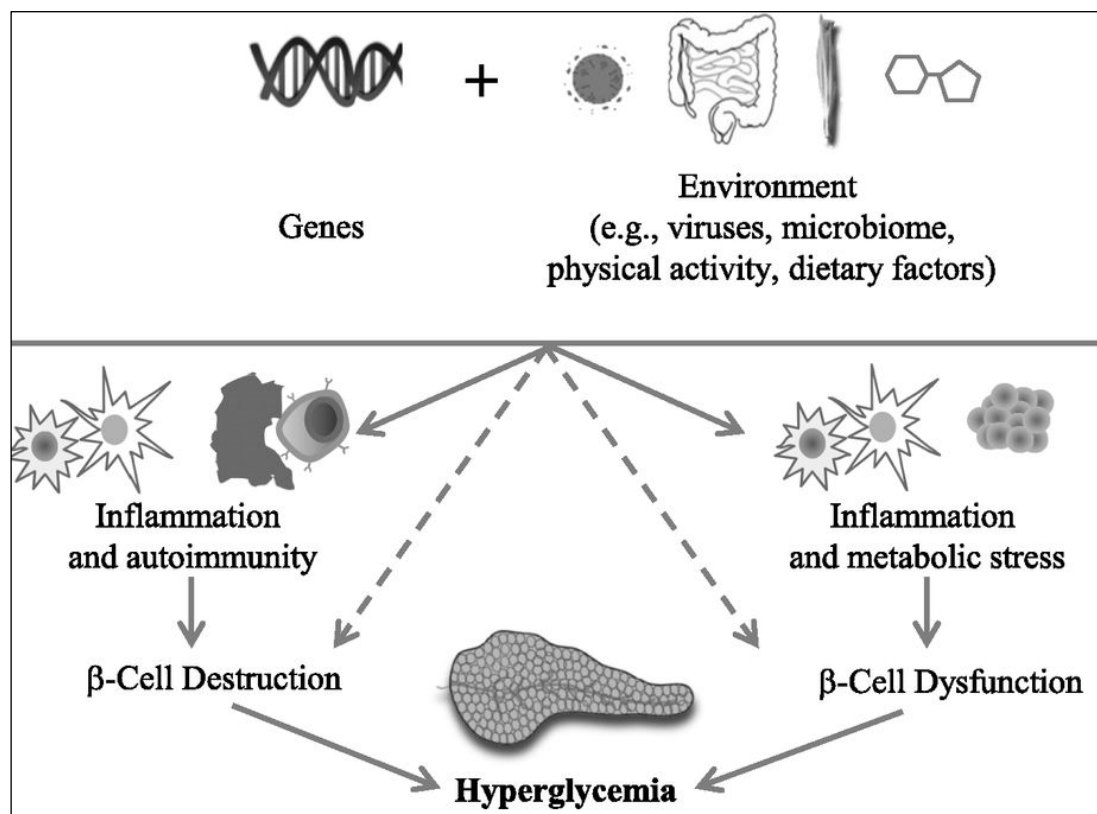 +
Genes
Environment
(e.g., viruses, microbiome,
physical activity, dietary factors)
Inflammation
and autoimmunity
Inflammation
and metabolic stress
β-Cell Destruction
β-Cell Dysfunction
Hyperglycemia